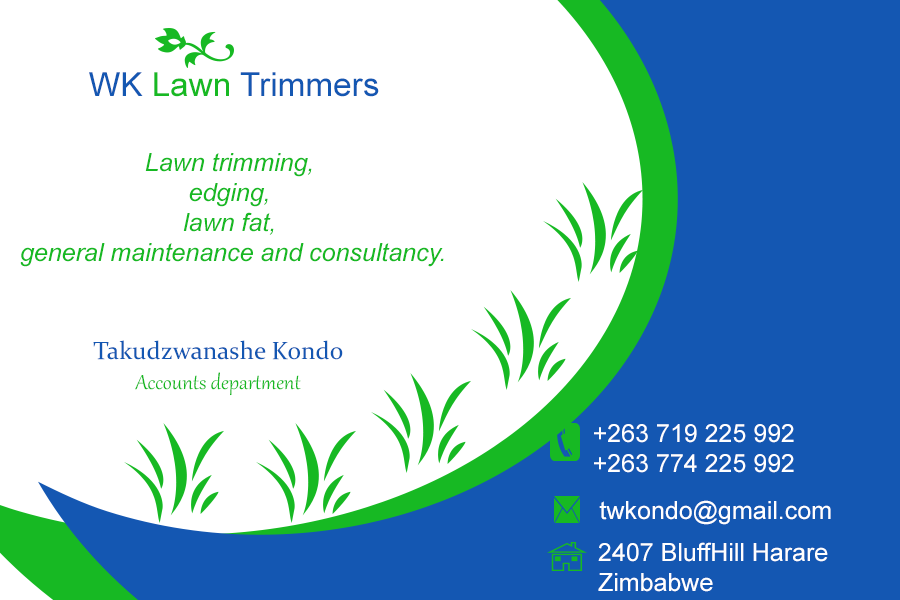 WK Lawn Trimmers
Lawn trimming,
edging,
lawn fat,
general maintenance and consultancy.
Takudzwanashe Kondo
Accounts department
+263 719 225 992
+263 774 225 992
twkondo@gmail.com
2407 BluffHill Harare
Zimbabwe